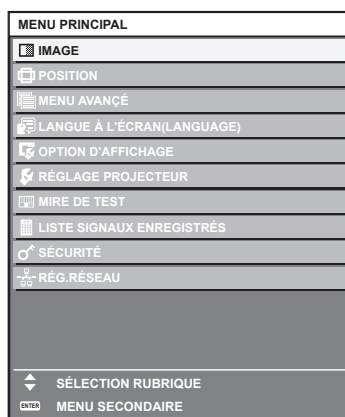 MENU PRINCIPAL
IMAGE
POSITION
MENU AVANÇÉ
LANGUE À L'ÉCRAN(LANGUAGE)
OPTION D'AFFICHAGE
RÉGLAGE PROJECTEUR
MIRE DE TEST
LISTE SIGNAUX ENREGISTRÉS
SÉCURITÉ
RÉG.RÉSEAU
SÉLECTION RUBRIQUE
ENTER MENU SECONDAIRE